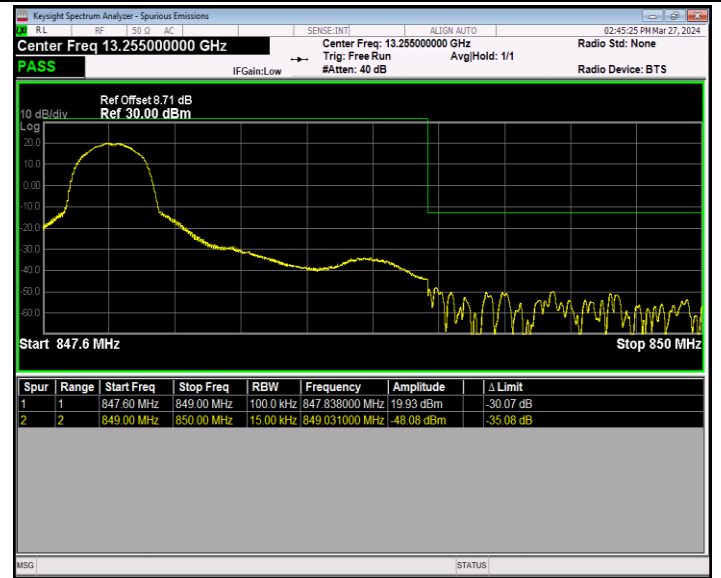 Keysight Spectrum Analyzer - Spurious Emissions
RL RF 50 Ω AC SENSE:INT ALIGN AUTO 02:45:25 PM Mar 27, 2024
Center Freq 13.255000000 GHz Center Freq: 13.255000000 GHz Radio Std: None
Trig: Free Run Avg|Hold: 1/1
PASS IFGain:Low #Atten: 40 dB Radio Device: BTS
Ref Offset 8.71 dB
10 dB/div Ref 30.00 dBm
Log
20.0
10.0
0.00
-10.0
-20.0
-30.0
-40.0
-50.0
-60.0
Start 847.6 MHz Stop 850 MHz
Spur Range Start Freq Stop Freq RBW Frequency Amplitude Δ Limit
1 1 847.60 MHz 849.00 MHz 100.0 kHz 847.838000 MHz 19.93 dBm -30.07 dB
2 2 849.00 MHz 850.00 MHz 15.00 kHz 849.031000 MHz -48.08 dBm -35.08 dB
MSG STATUS